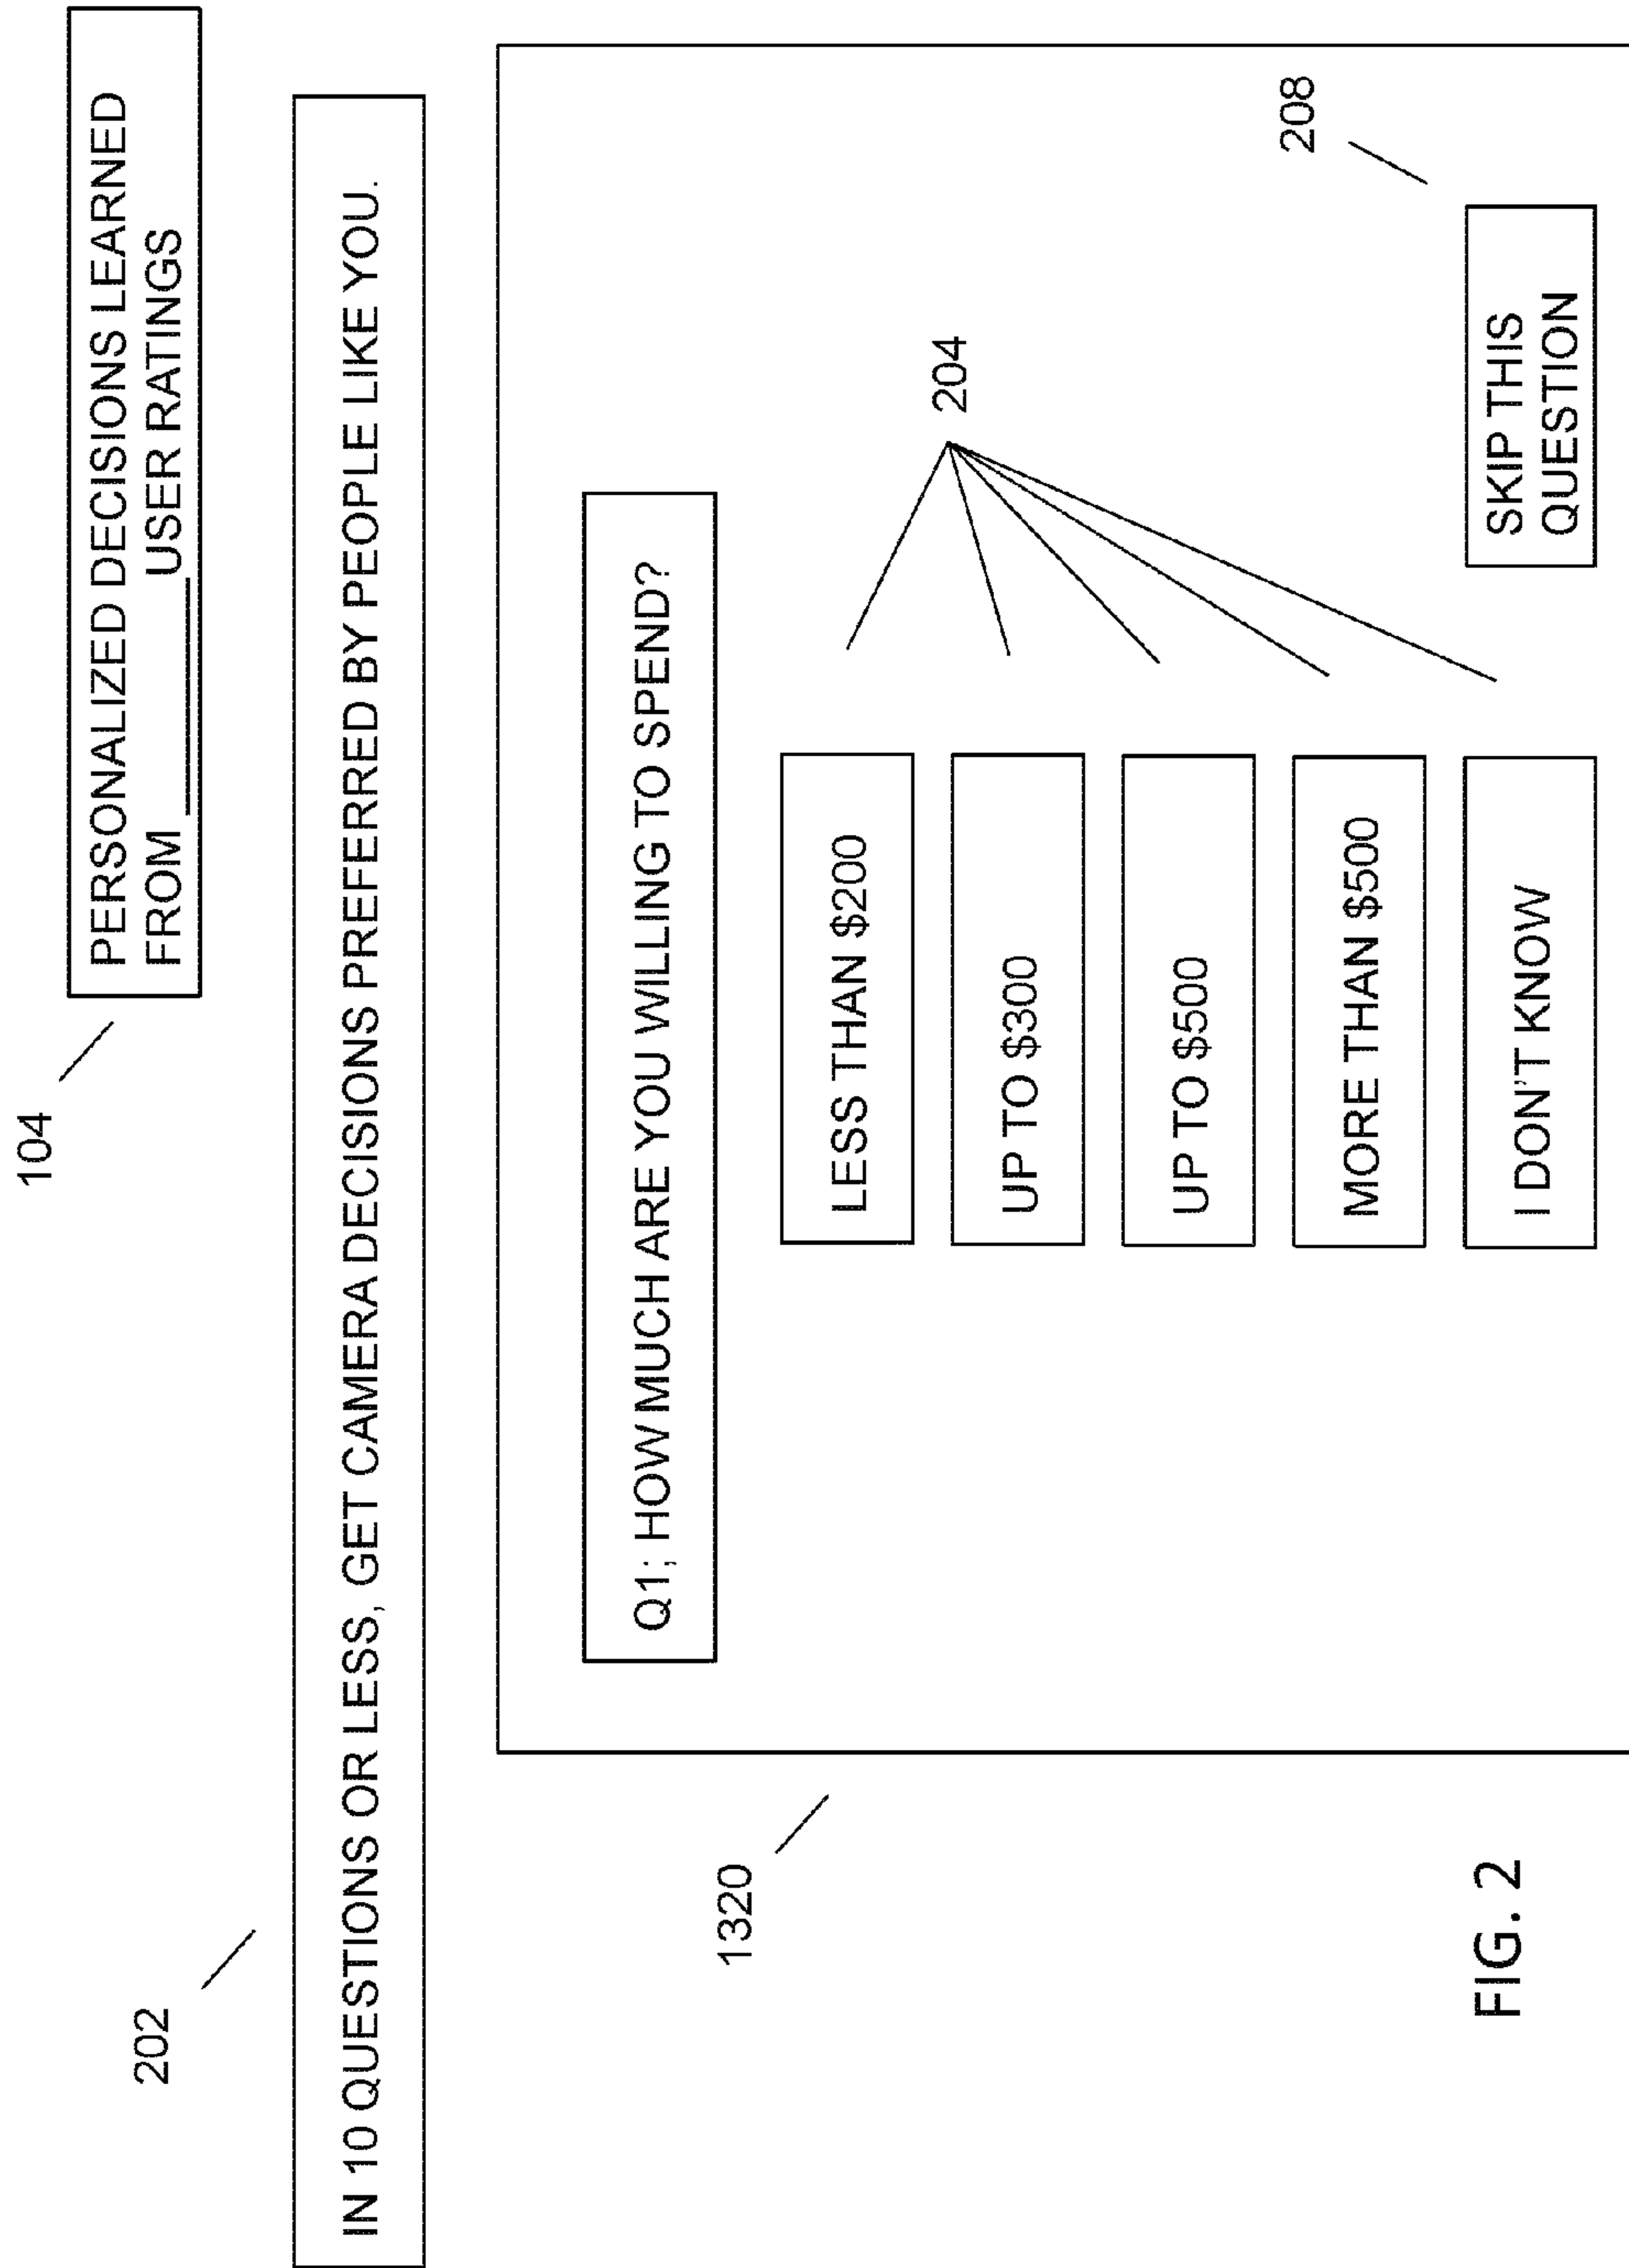 104
PERSONALIZED DECISIONS LEARNED
FROM ________ USER RATINGS
202
IN 10 QUESTIONS OR LESS, GET CAMERA DECISIONS PREFERRED BY PEOPLE LIKE YOU.
1320
Q1; HOW MUCH ARE YOU WILLING TO SPEND?
LESS THAN $200
UP TO $300
UP TO $500
MORE THAN $500
I DON'T KNOW
204
208
SKIP THIS
QUESTION
FIG. 2